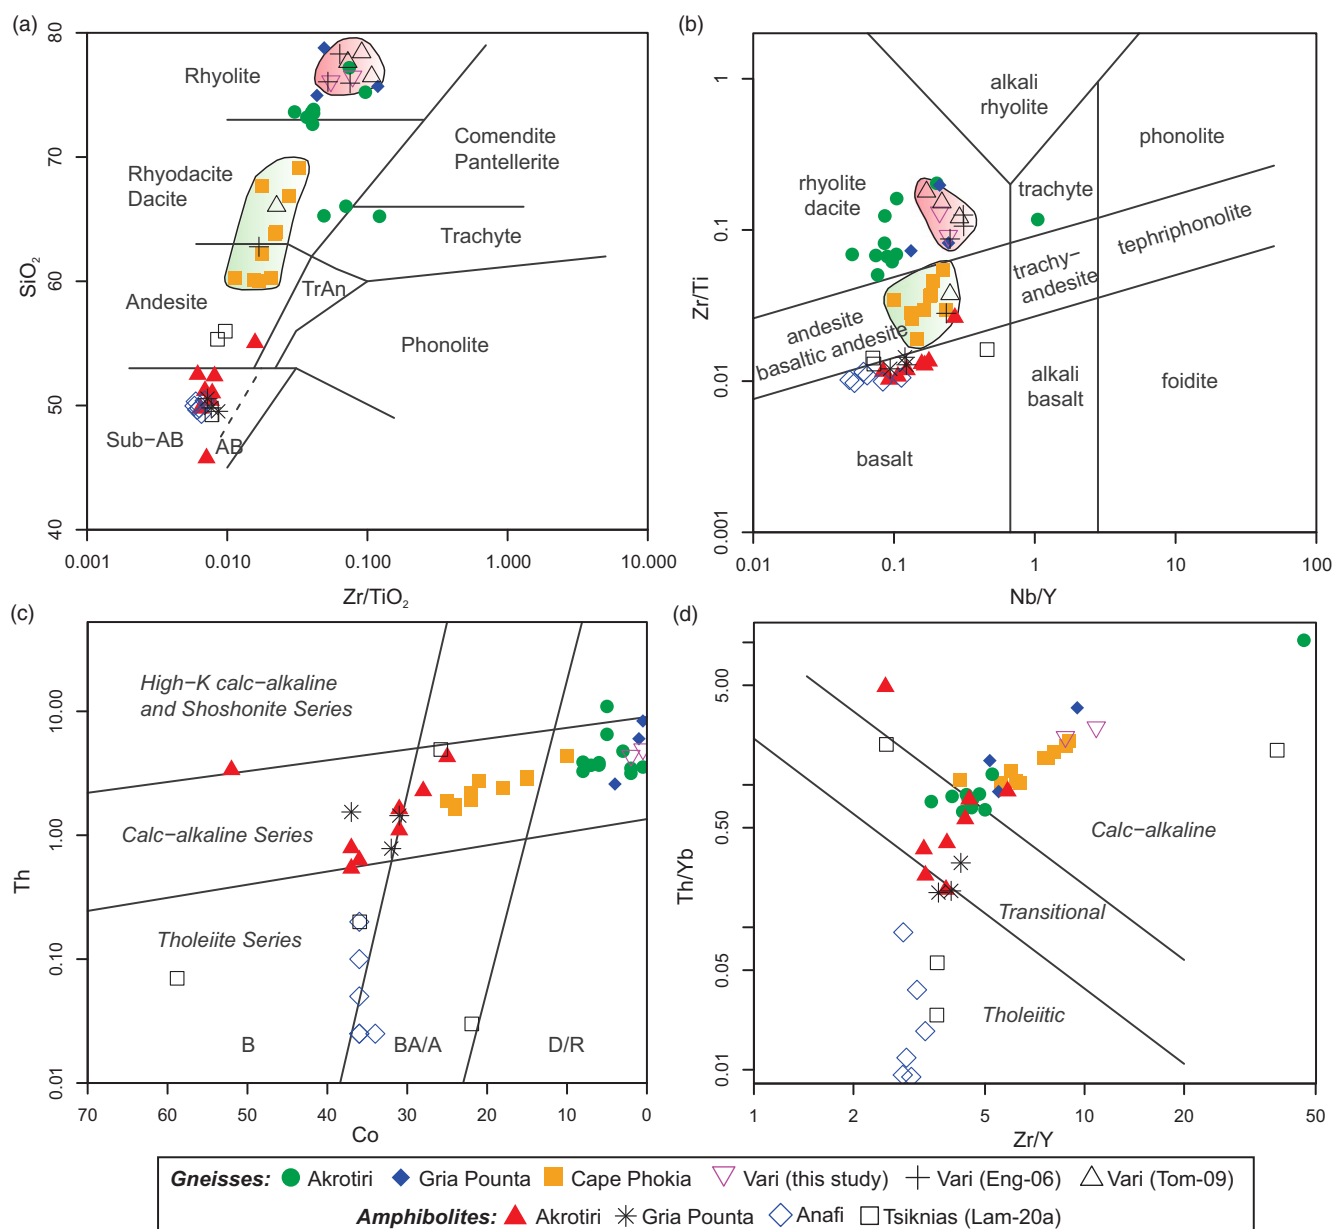 (a)
80
70
60
50
40
SiO2
Rhyolite
Comendite
Pantellerite
Rhyodacite
Dacite
Trachyte
TrAn
Andesite
Phonolite
Sub−AB
AB
0.001
0.010
0.100
1.000
10.000
Zr/TiO2
(b)
1
0.1
0.01
0.001
Zr/Ti
alkali
rhyolite
phonolite
rhyolite
dacite
trachyte
tephriphonolite
trachy−
andesite
andesite
basaltic andesite
alkali
basalt
foidite
basalt
0.01
0.1
1
10
100
Nb/Y
(c)
10.00
1.00
0.10
0.01
Th
High−K calc−alkaline
and Shoshonite Series
Calc−alkaline Series
Tholeiite Series
B
BA/A
D/R
70
60
50
40
30
20
10
0
Co
(d)
5.00
0.50
0.05
0.01
Th/Yb
Calc−alkaline
Transitional
Tholeiitic
1
2
5
10
20
50
Zr/Y
Gneisses: Akrotiri Gria Pounta Cape Phokia Vari (this study) Vari (Eng-06) Vari (Tom-09)
Amphibolites: Akrotiri Gria Pounta Anafi Tsiknias (Lam-20a)